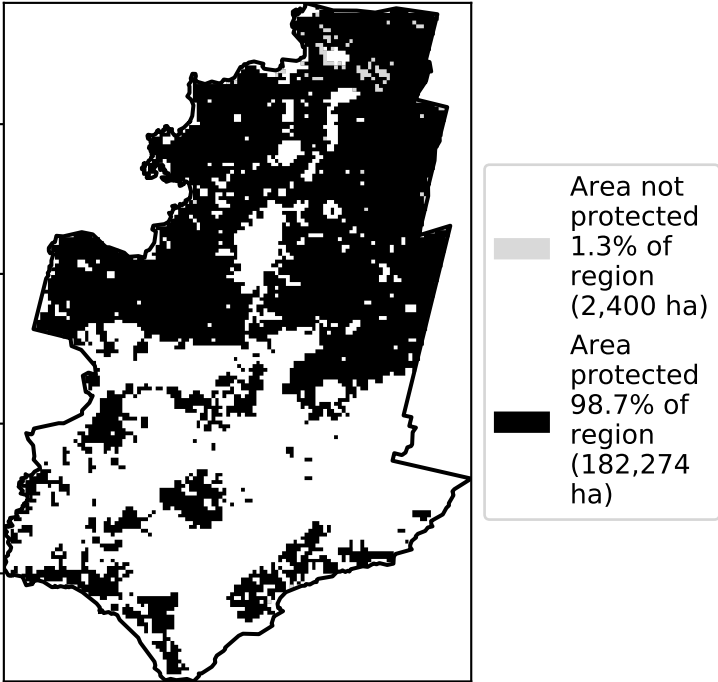 Area not
protected
1.3% of
region
(2,400 ha)
Area
protected
98.7% of
region
(182,274
ha)